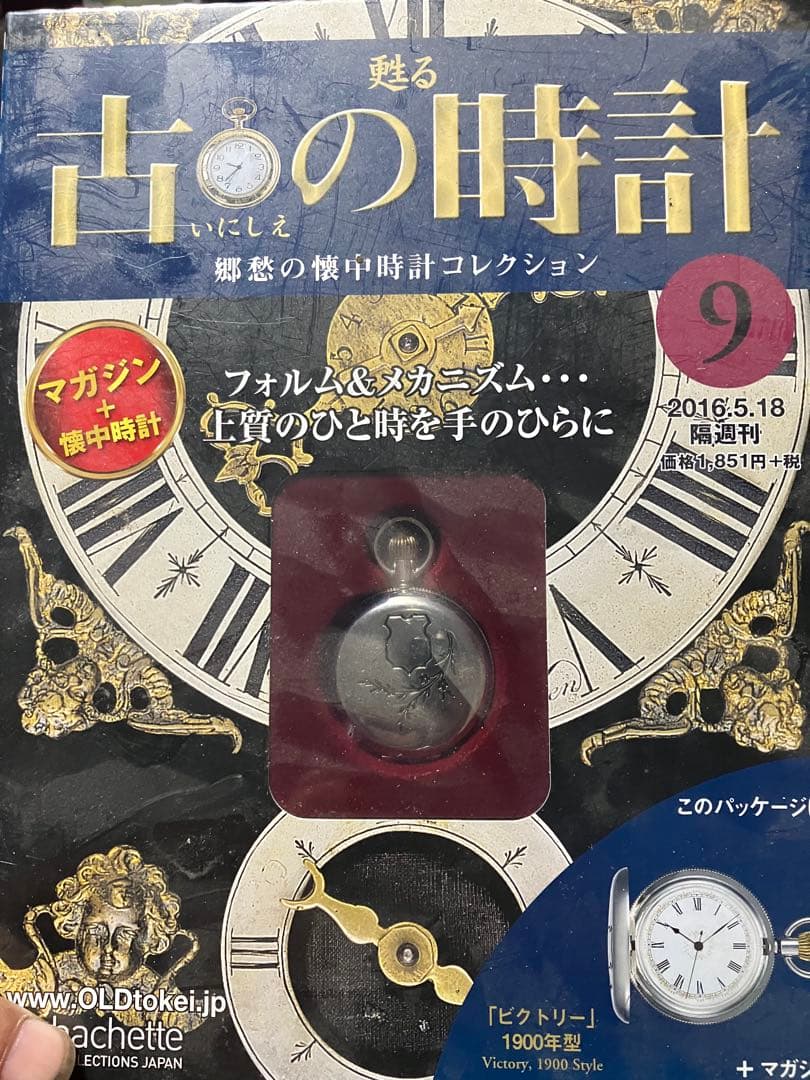 甦る
古の時計
いにしえ
郷愁の懐中時計コレクション
9
マガジン
+
懐中時計
フォルム&メカニズム・・・
上質のひと時を手のひらに
2016.5.18
隔週刊
価格1,851円+税
このパッケージ
www.OLDtokei.jp
hachette
LLECTIONS JAPAN
「ビクトリー」
1900年型
Victory, 1900 Style
+ マガジ